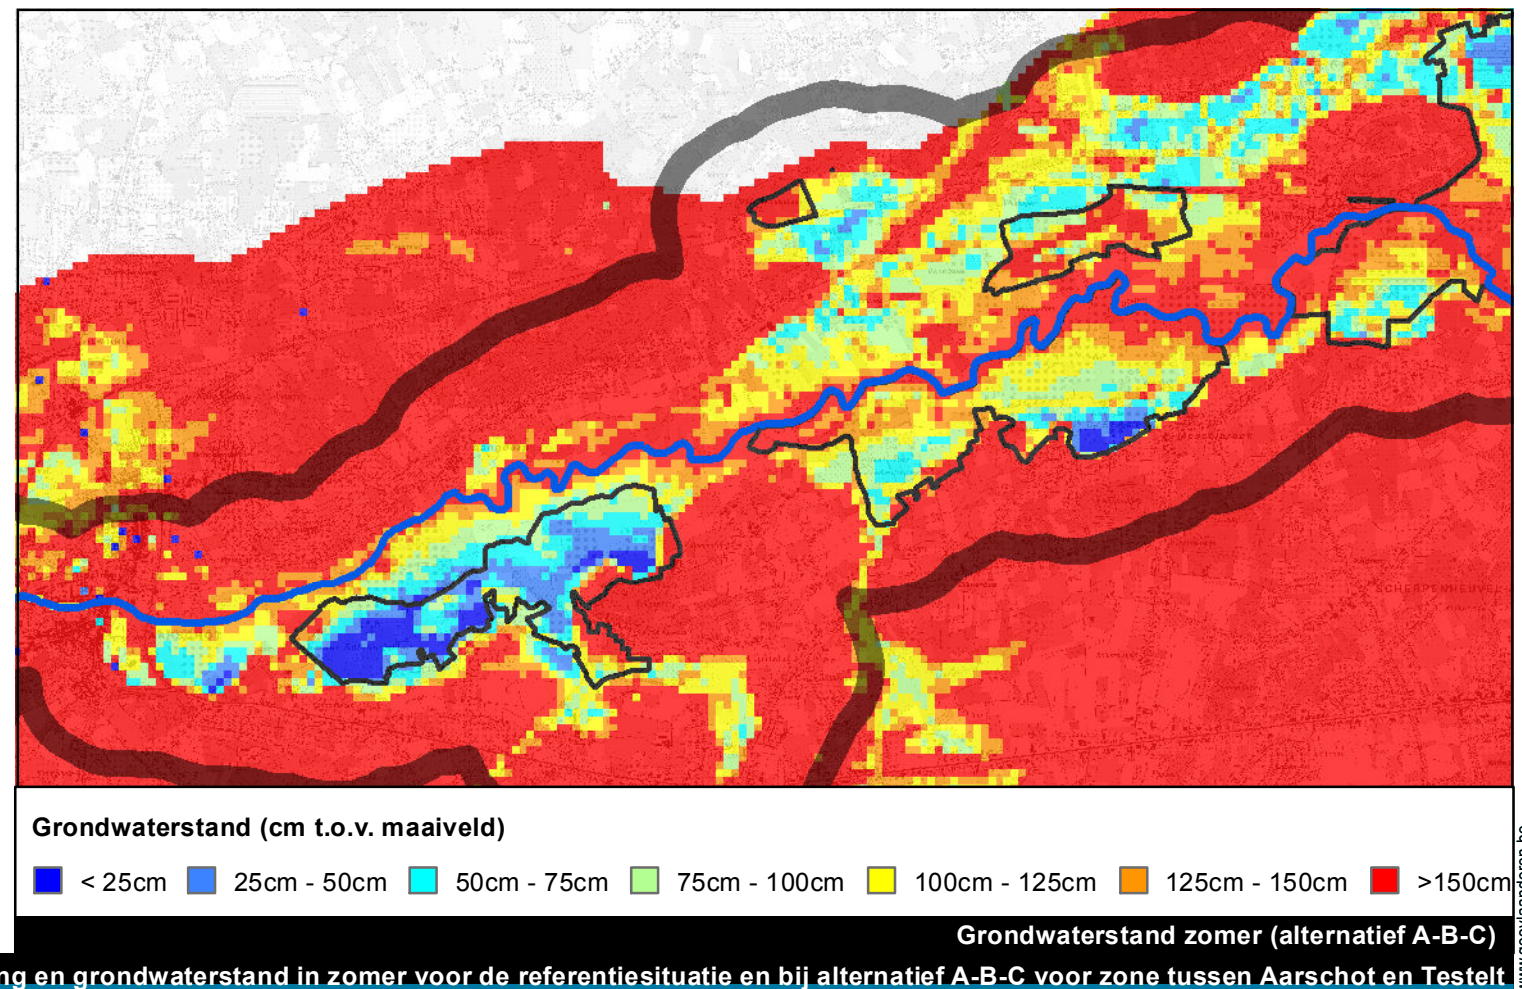 SCHERPENHEUVEL
Grondwaterstand (cm t.o.v. maaiveld)
< 25cm 25cm - 50cm 50cm - 75cm 75cm - 100cm 100cm - 125cm 125cm - 150cm >150cm
Grondwaterstand zomer (alternatief A-B-C)
ng en grondwaterstand in zomer voor de referentiesituatie en bij alternatief A-B-C voor zone tussen Aarschot en Testelt